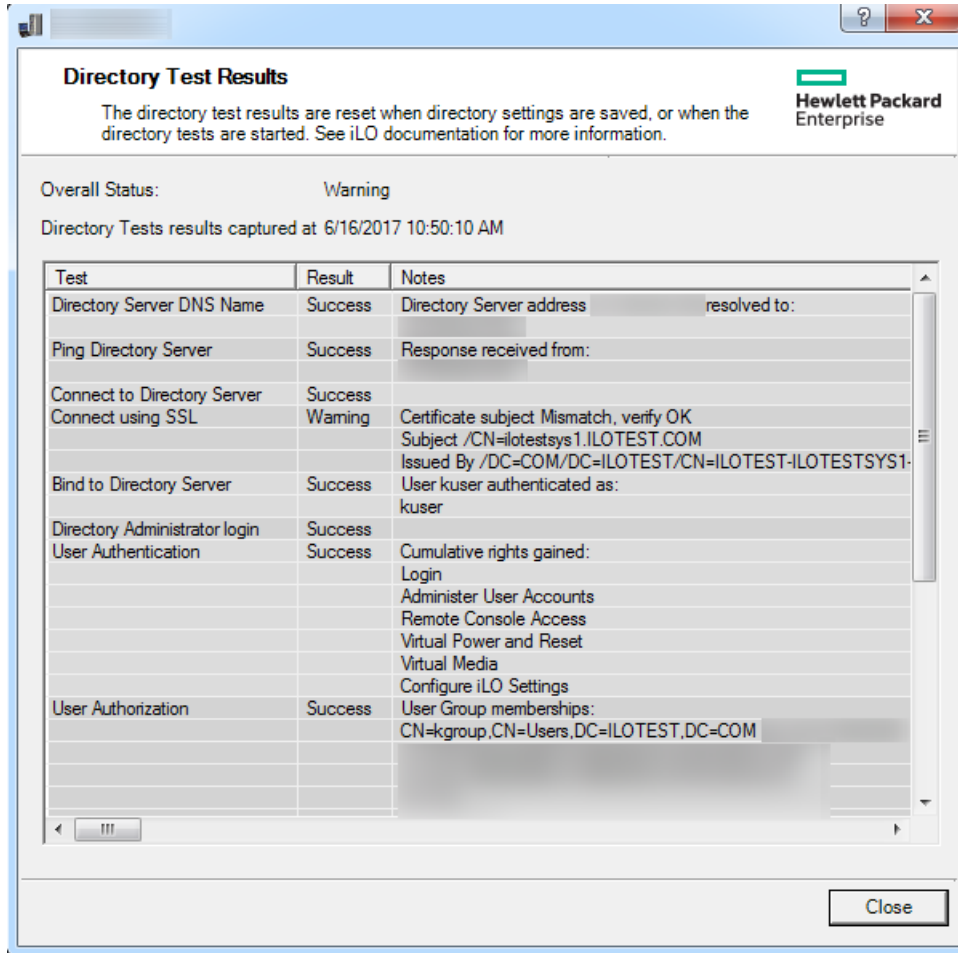 Directory Test Results
Hewlett Packard
Enterprise
The directory test results are reset when directory settings are saved, or when the
directory tests are started. See iLO documentation for more information.
Overall Status: Warning
Directory Tests results captured at 6/16/2017 10:50:10 AM
Test Result Notes
Directory Server DNS Name Success Directory Server address resolved to:
Ping Directory Server Success Response received from:
Connect to Directory Server Success
Connect using SSL Warning Certificate subject Mismatch, verify OK
Subject /CN=ilotestsys1.ILOTEST.COM
Issued By /DC=COM/DC=ILOTEST/CN=ILOTEST-ILOTESTSYS1-
Bind to Directory Server Success User kuser authenticated as:
kuser
Directory Administrator login Success
User Authentication Success Cumulative rights gained:
Login
Administer User Accounts
Remote Console Access
Virtual Power and Reset
Virtual Media
Configure iLO Settings
User Authorization Success User Group memberships:
CN=kgroup,CN=Users,DC=ILOTEST,DC=COM
Close